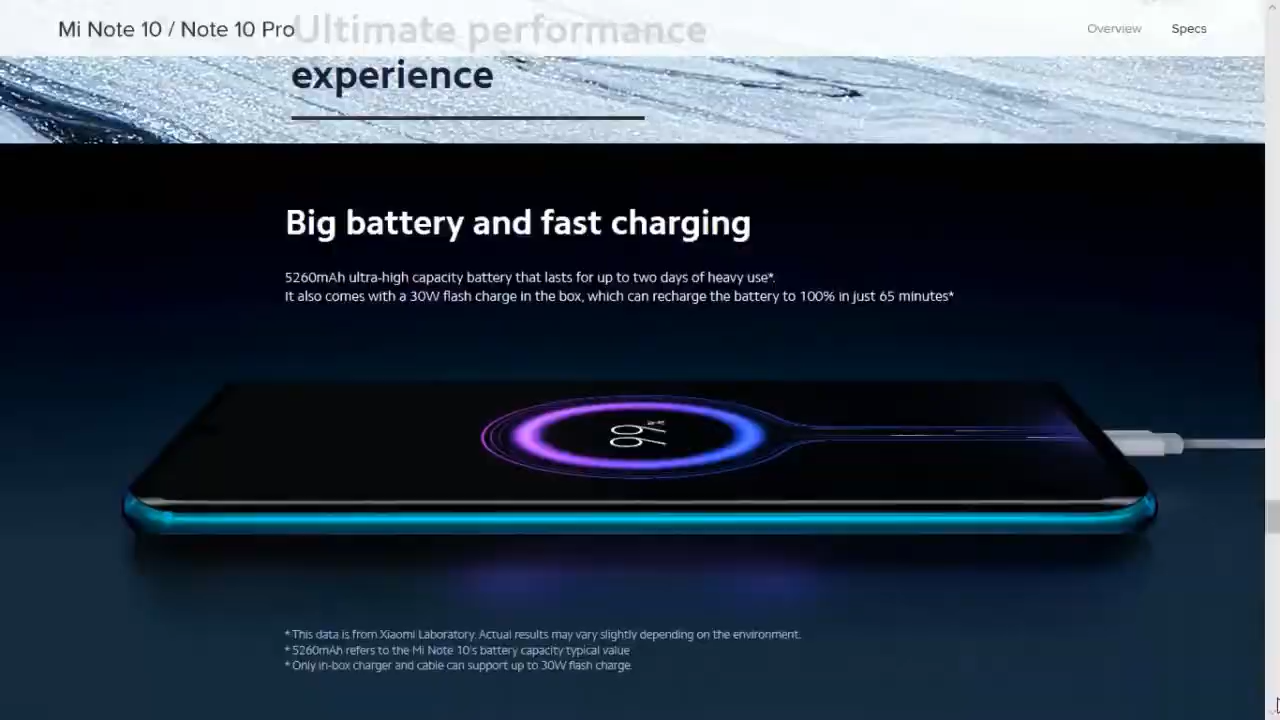 Mi Note 10 / Note 10 Pro
Ultimate performance
Overview
Specs
experience
Big battery and fast charging
5260mAh ultra-high capacity battery that lasts for up to two days of heavy use*.
It also comes with a 30W flash charge in the box, which can recharge the battery to 100% in just 65 minutes*
99%
* This data is from Xiaomi Laboratory. Actual results may vary slightly depending on the environment.
* 5260mAh refers to the Mi Note 10's battery capacity typical value
* Only in-box charger and cable can support up to 30W flash charge.